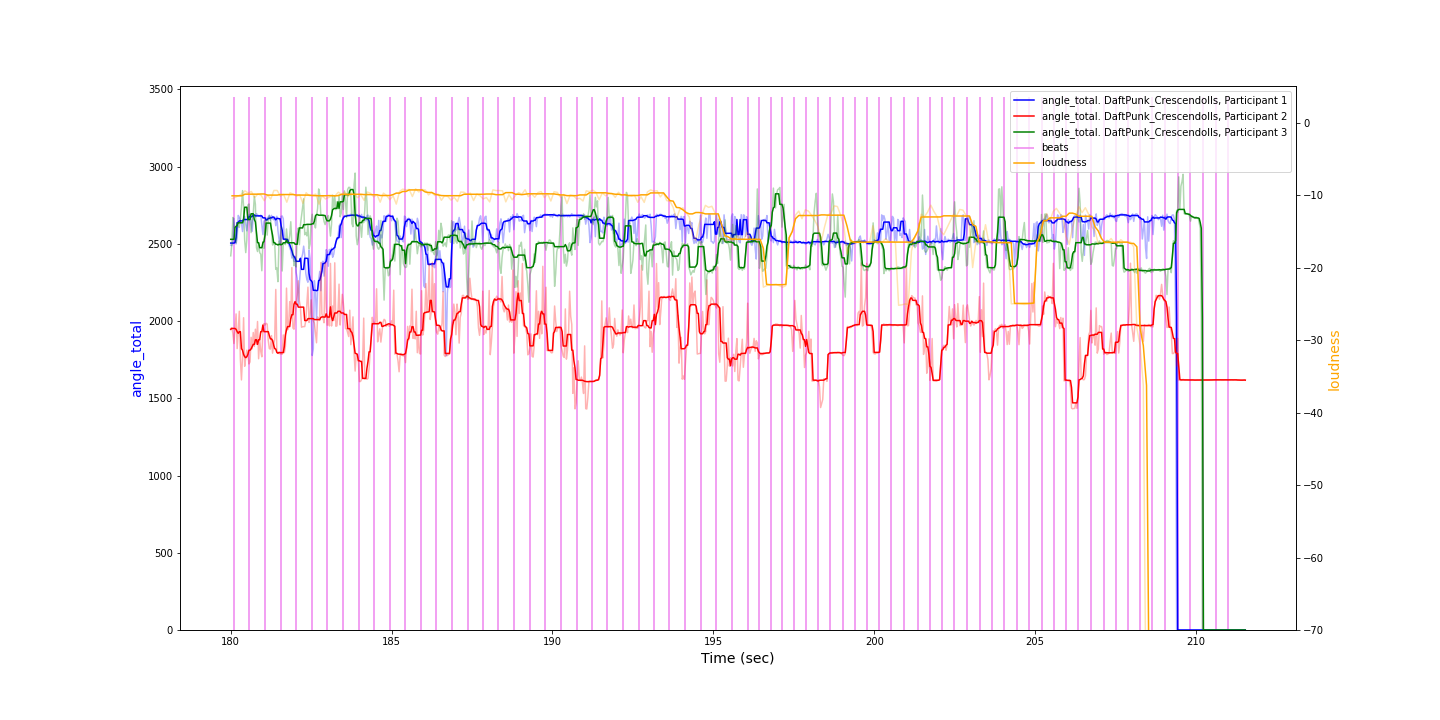 angle_total. DaftPunk_Crescendolls, Participant 1
angle_total. DaftPunk_Crescendolls, Participant 2
angle_total. DaftPunk_Crescendolls, Participant 3
beats
loudness
3500
3000
2500
2000
1500
1000
500
0
angle_total
0
−10
−20
−30
−40
−50
−60
−70
loudness
180
185
190
195
200
205
210
Time (sec)